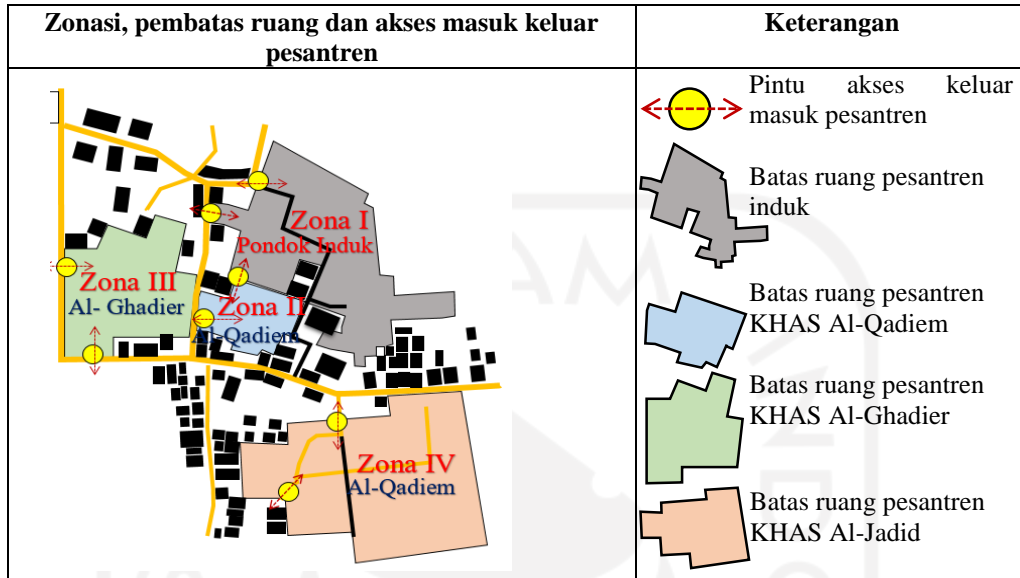 Zonasi, pembatas ruang dan akses masuk keluar
pesantren
Keterangan
Zona I
Pondok Induk
Zona III
Al- Ghadier
Zona II
Al-Qadiem
Zona IV
Al-Qadiem
Pintu akses keluar
masuk pesantren
Batas ruang pesantren
induk
Batas ruang pesantren
KHAS Al-Qadiem
Batas ruang pesantren
KHAS Al-Ghadier
Batas ruang pesantren
KHAS Al-Jadid